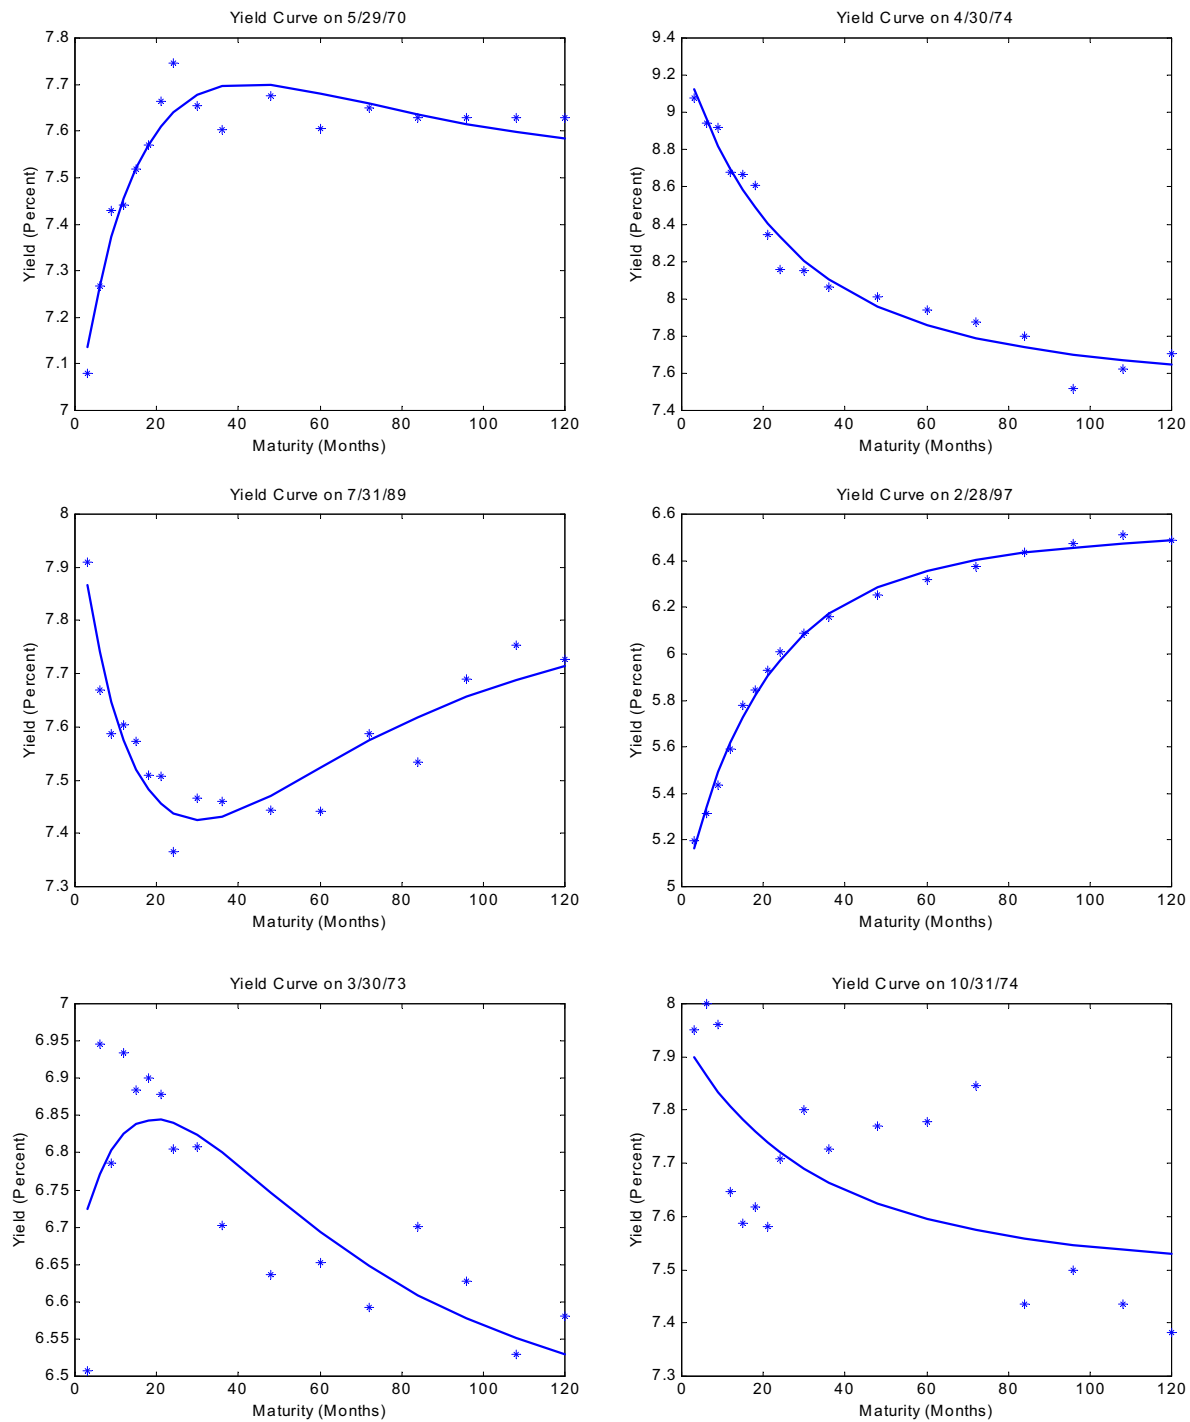 Yield Curve on 5/29/70
7.8
7.7
7.6
7.5
7.4
7.3
7.2
7.1
7
Yield (Percent)
0 20 40 60 80 100 120
Maturity (Months)
Yield Curve on 4/30/74
9.4
9.2
9
8.8
8.6
8.4
8.2
8
7.8
7.6
7.4
Yield (Percent)
0 20 40 60 80 100 120
Maturity (Months)
Yield Curve on 7/31/89
8
7.9
7.8
7.7
7.6
7.5
7.4
7.3
Yield (Percent)
0 20 40 60 80 100 120
Maturity (Months)
Yield Curve on 2/28/97
6.6
6.4
6.2
6
5.8
5.6
5.4
5.2
5
Yield (Percent)
0 20 40 60 80 100 120
Maturity (Months)
Yield Curve on 3/30/73
7
6.95
6.9
6.85
6.8
6.75
6.7
6.65
6.6
6.55
6.5
Yield (Percent)
0 20 40 60 80 100 120
Maturity (Months)
Yield Curve on 10/31/74
8
7.9
7.8
7.7
7.6
7.5
7.4
7.3
Yield (Percent)
0 20 40 60 80 100 120
Maturity (Months)